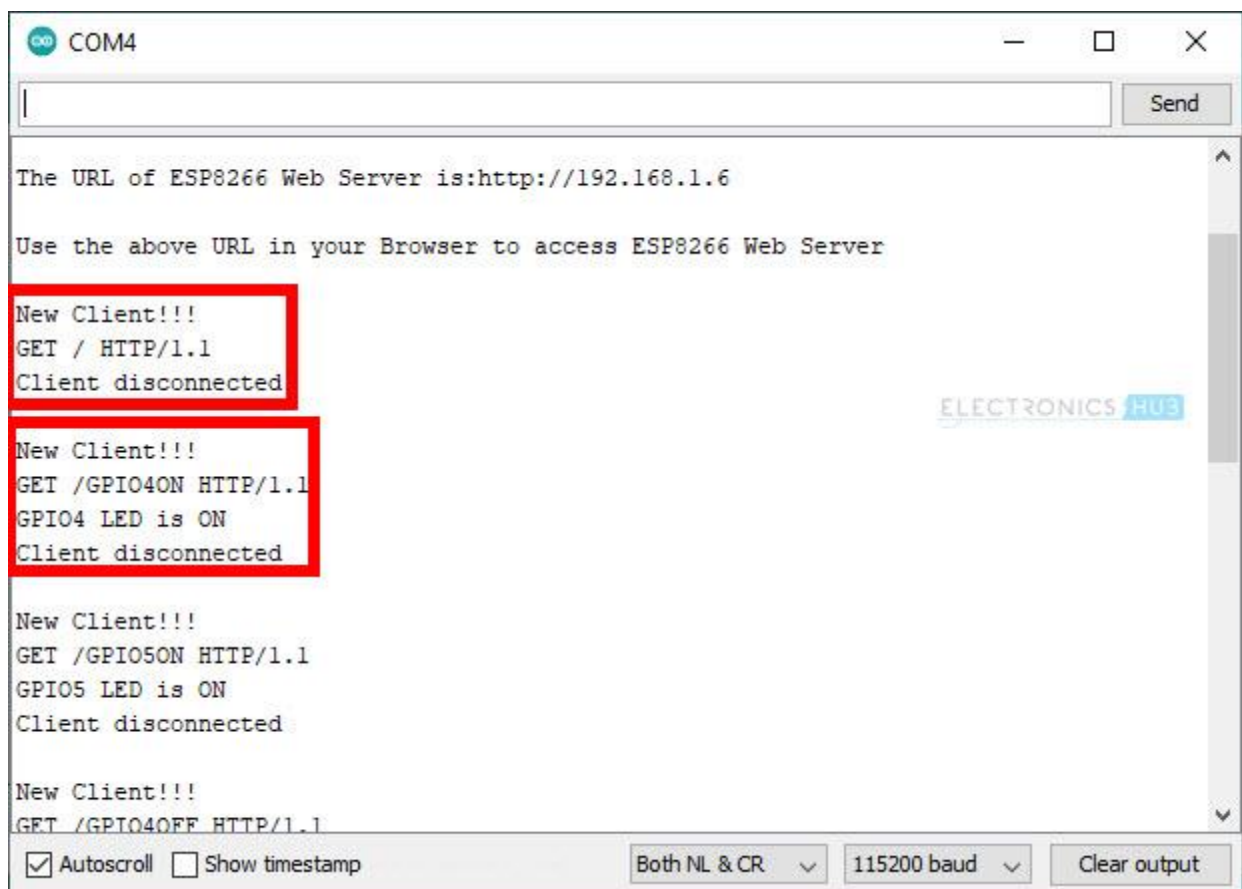 COM4
Send
The URL of ESP8266 Web Server is:http://192.168.1.6
Use the above URL in your Browser to access ESP8266 Web Server
New Client!!!
GET / HTTP/1.1
Client disconnected
ELECTRONICS HUB
New Client!!!
GET /GPIO4ON HTTP/1.1
GPIO4 LED is ON
Client disconnected
New Client!!!
GET /GPIO5ON HTTP/1.1
GPIO5 LED is ON
Client disconnected
New Client!!!
GET /GPIO4OFF HTTP/1.1
Autoscroll Show timestamp Both NL & CR 115200 baud Clear output